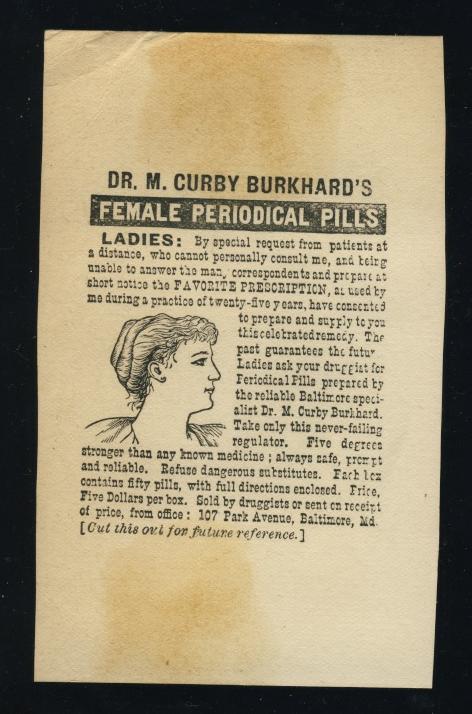 DR. M. CURBY BURKHARD'S
FEMALE PERIODICAL PILLS
LADIES: By special request from patients at
a distance, who cannot personally consult me, and being
unable to answer the many correspondents and prepare at
short notice the FAVORITE PRESCRIPTION, as used by
me during a practice of twenty-five years, have consented
to prepare and supply to you
this celebrated remedy. The
past guarantees the futur
Ladies ask your druggist for
Periodical Pills prepared by
the reliable Baltimore speci-
alist Dr. M. Curby Burkhard.
Take only this never-failing
regulator. Five degrees
stronger than any known medicine; always safe, prompt
and reliable. Refuse dangerous substitutes. Each box
contains fifty pills, with full directions enclosed. Price,
Five Dollars per box. Sold by druggists or sent on receipt
of price, from office: 107 Park Avenue, Baltimore, Md.
[Cut this out for future reference.]